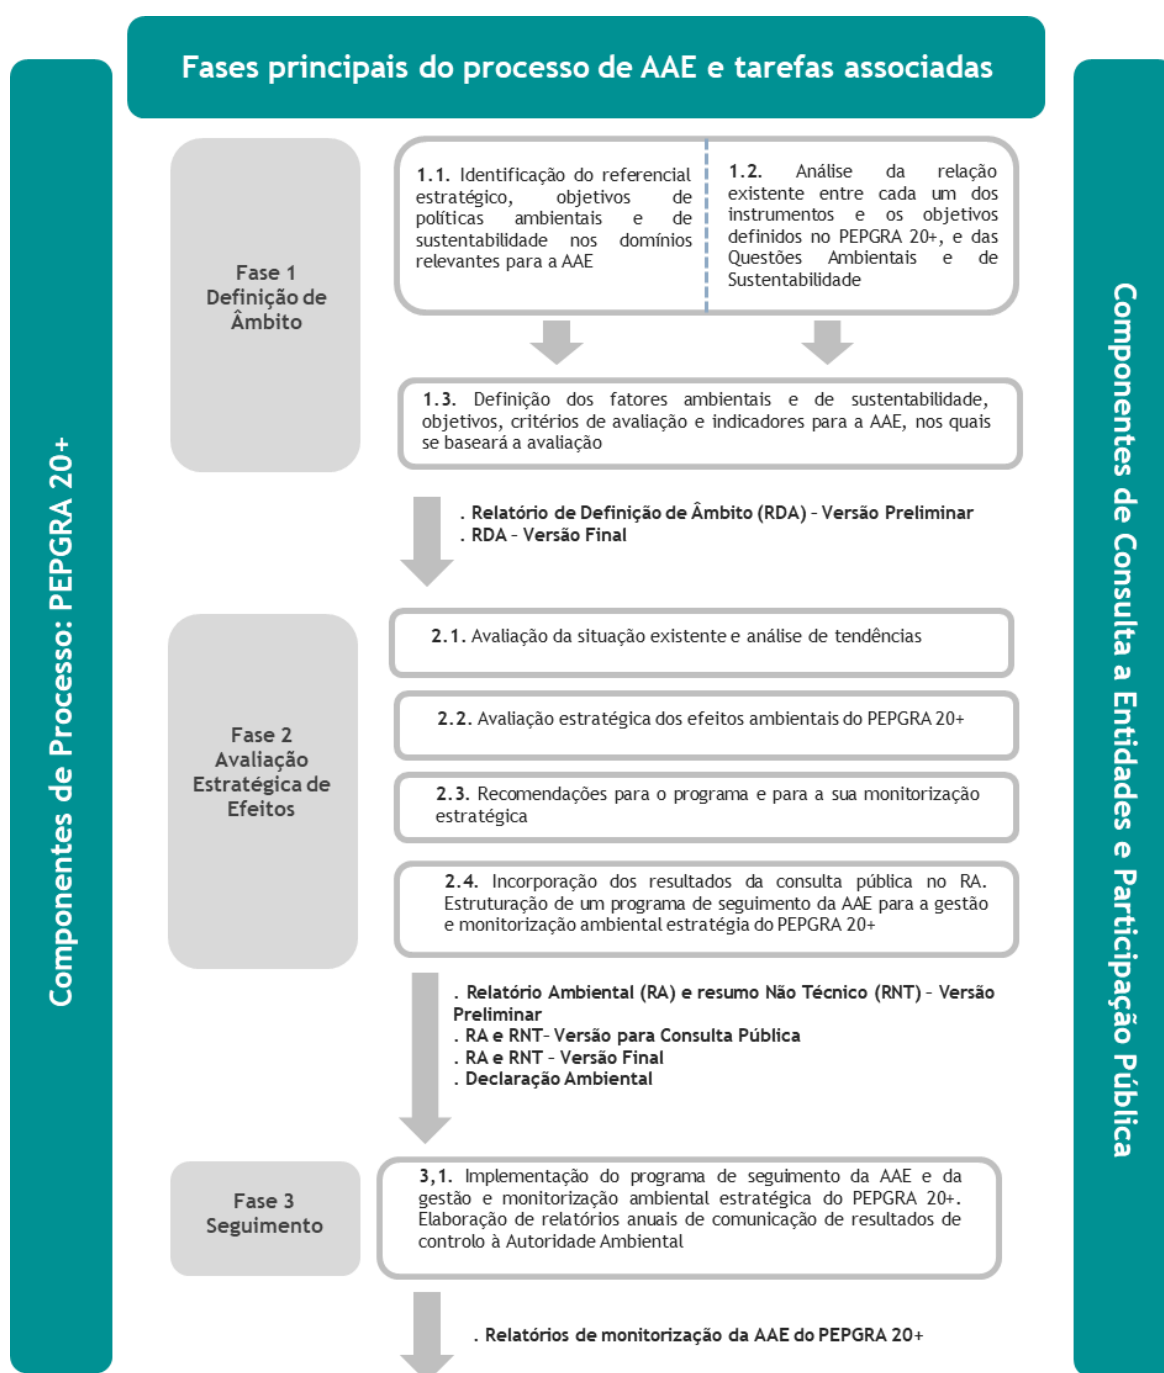 Fases principais do processo de AAE e tarefas associadas
Componentes de Processo: PEPGRA 20+
Fase 1
Definição de
Âmbito
1.1. Identificação do referencial
estratégico, objetivos de
políticas ambientais e de
sustentabilidade nos domínios
relevantes para a AAE
1.2. Análise da relação
existente entre cada um dos
instrumentos e os objetivos
definidos no PEPGRA 20+, e das
Questões Ambientais e de
Sustentabilidade
1.3. Definição dos fatores ambientais e de sustentabilidade,
objetivos, critérios de avaliação e indicadores para a AAE, nos quais
se baseará a avaliação
. Relatório de Definição de Âmbito (RDA) – Versão Preliminar
. RDA – Versão Final
Fase 2
Avaliação
Estratégica de
Efeitos
2.1. Avaliação da situação existente e análise de tendências
2.2. Avaliação estratégica dos efeitos ambientais do PEPGRA 20+
2.3. Recomendações para o programa e para a sua monitorização
estratégica
2.4. Incorporação dos resultados da consulta pública no RA.
Estruturação de um programa de seguimento da AAE para a gestão
e monitorização ambiental estratégia do PEPGRA 20+
. Relatório Ambiental (RA) e resumo Não Técnico (RNT) – Versão
Preliminar
. RA e RNT– Versão para Consulta Pública
. RA e RNT – Versão Final
. Declaração Ambiental
Fase 3
Seguimento
3,1. Implementação do programa de seguimento da AAE e da
gestão e monitorização ambiental estratégica do PEPGRA 20+.
Elaboração de relatórios anuais de comunicação de resultados de
controlo à Autoridade Ambiental
. Relatórios de monitorização da AAE do PEPGRA 20+
Componentes de Consulta a Entidades e Participação Pública